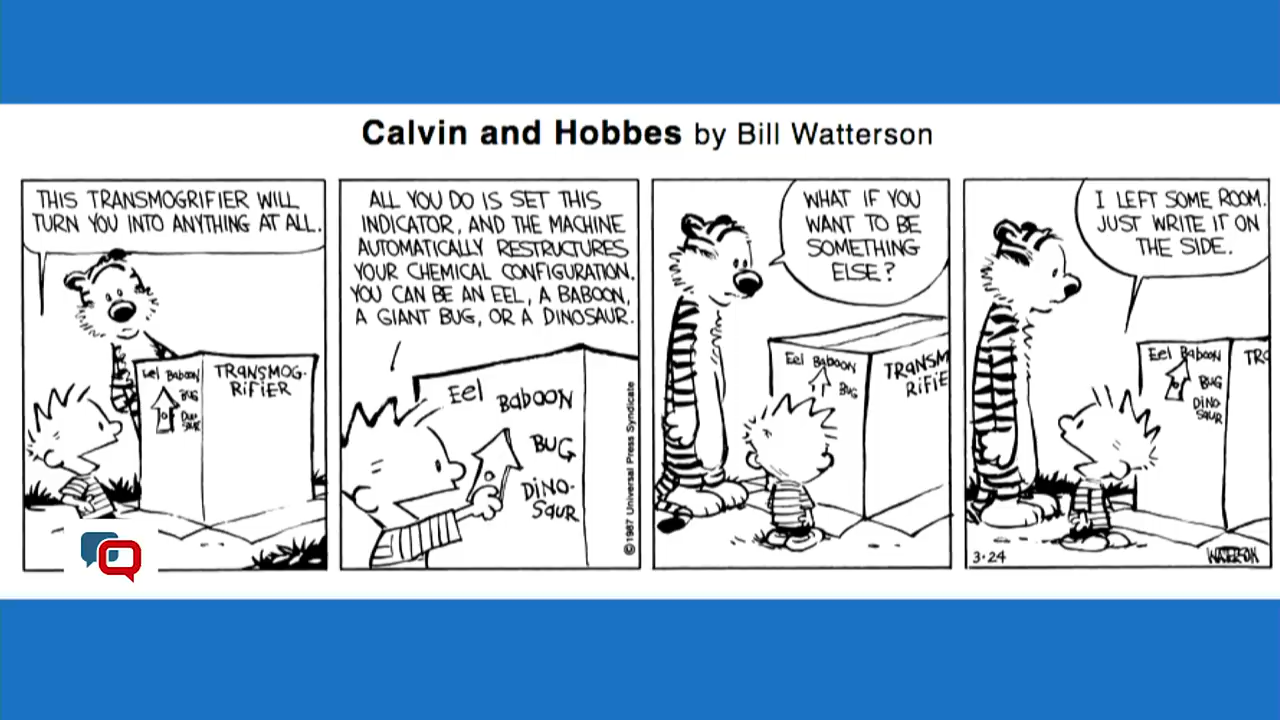 Calvin and Hobbes by Bill Watterson
THIS TRANSMOGRIFIER WILL
TURN YOU INTO ANYTHING AT ALL.
Eel Baboon
BUG
DINO-
SAUR
TRANSMOG-
RIFIER
ALL YOU DO IS SET THIS
INDICATOR, AND THE MACHINE
AUTOMATICALLY RESTRUCTURES
YOUR CHEMICAL CONFIGURATION.
YOU CAN BE AN EEL, A BABOON,
A GIANT BUG, OR A DINOSAUR.
Eel
Baboon
BUG
DINO-
SAUR
©1987 Universal Press Syndicate
WHAT IF YOU
WANT TO BE
SOMETHING
ELSE?
Eel Baboon
BUG
TRANSM
RIFIE
I LEFT SOME ROOM.
JUST WRITE IT ON
THE SIDE.
Eel Baboon
BUG
DINO-
SAUR
TRA
3-24
WATTERSON
Q